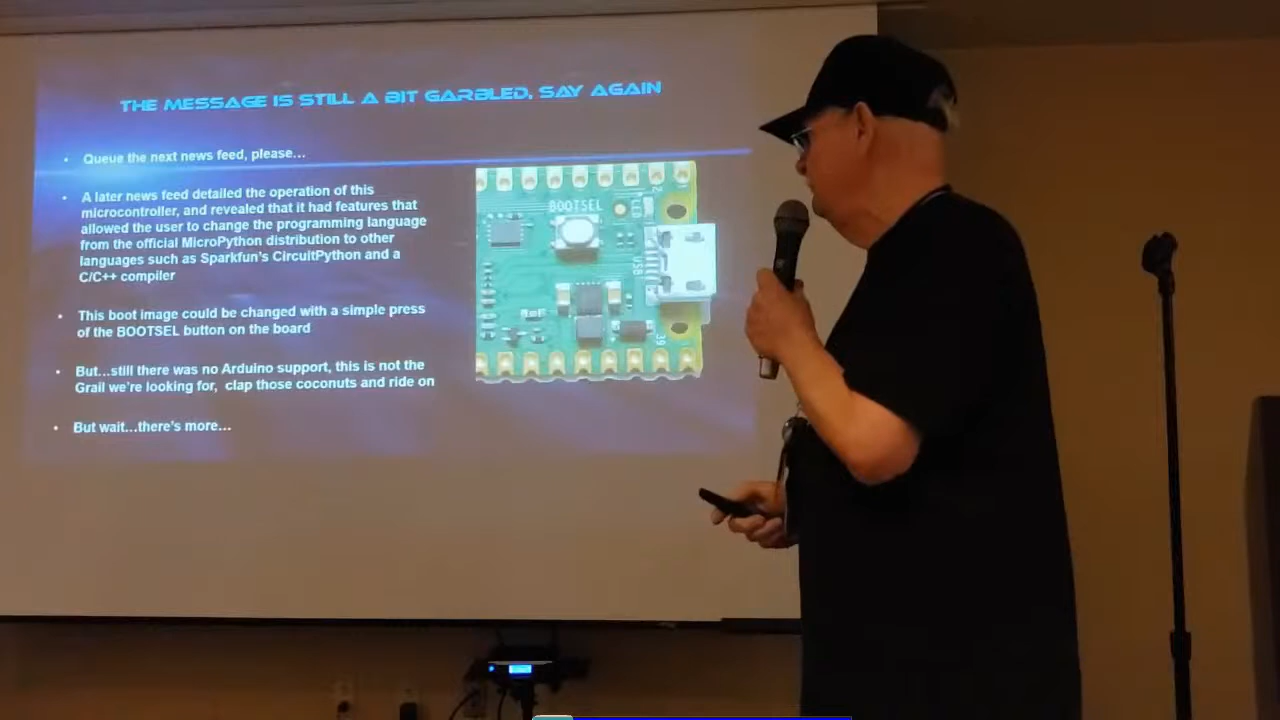 THE MESSAGE IS STILL A BIT GARBLED, SAY AGAIN
• Queue the next news feed, please…
• A later news feed detailed the operation of this
microcontroller, and revealed that it had features that
allowed the user to change the programming language
from the official MicroPython distribution to other
languages such as Sparkfun's CircuitPython and a
C/C++ compiler
• This boot image could be changed with a simple press
of the BOOTSEL button on the board
• But…still there was no Arduino support, this is not the
Grail we're looking for, clap those coconuts and ride on
• But wait…there's more…
BOOTSEL
LED
2
1
USB
39